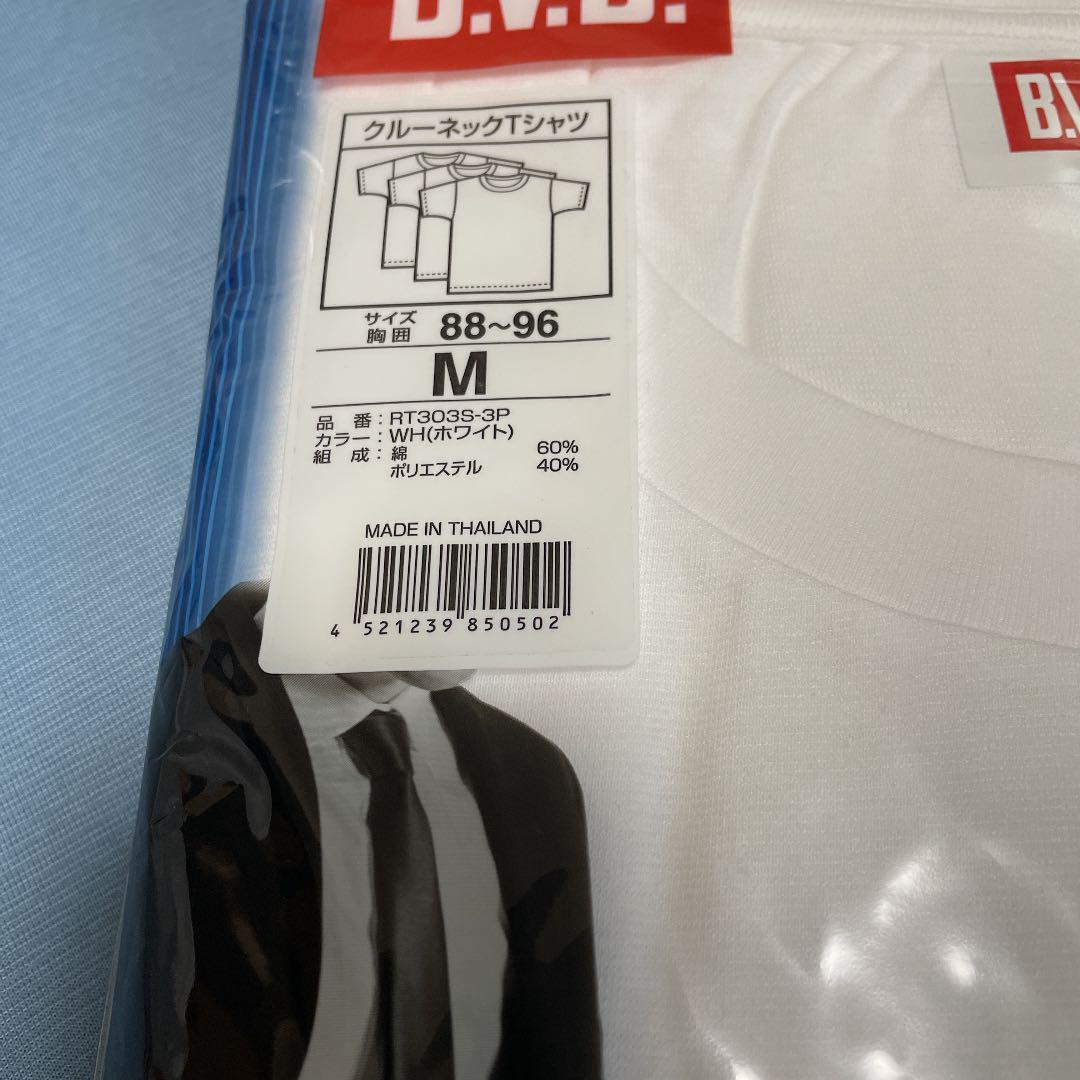 B.V.D.
B.V
クルーネックTシャツ
サイズ
胸囲 88~96
M
品 番:RT303S-3P
カラー:WH(ホワイト)
組 成:綿 60%
ポリエステル 40%
MADE IN THAILAND
4 521239 850502